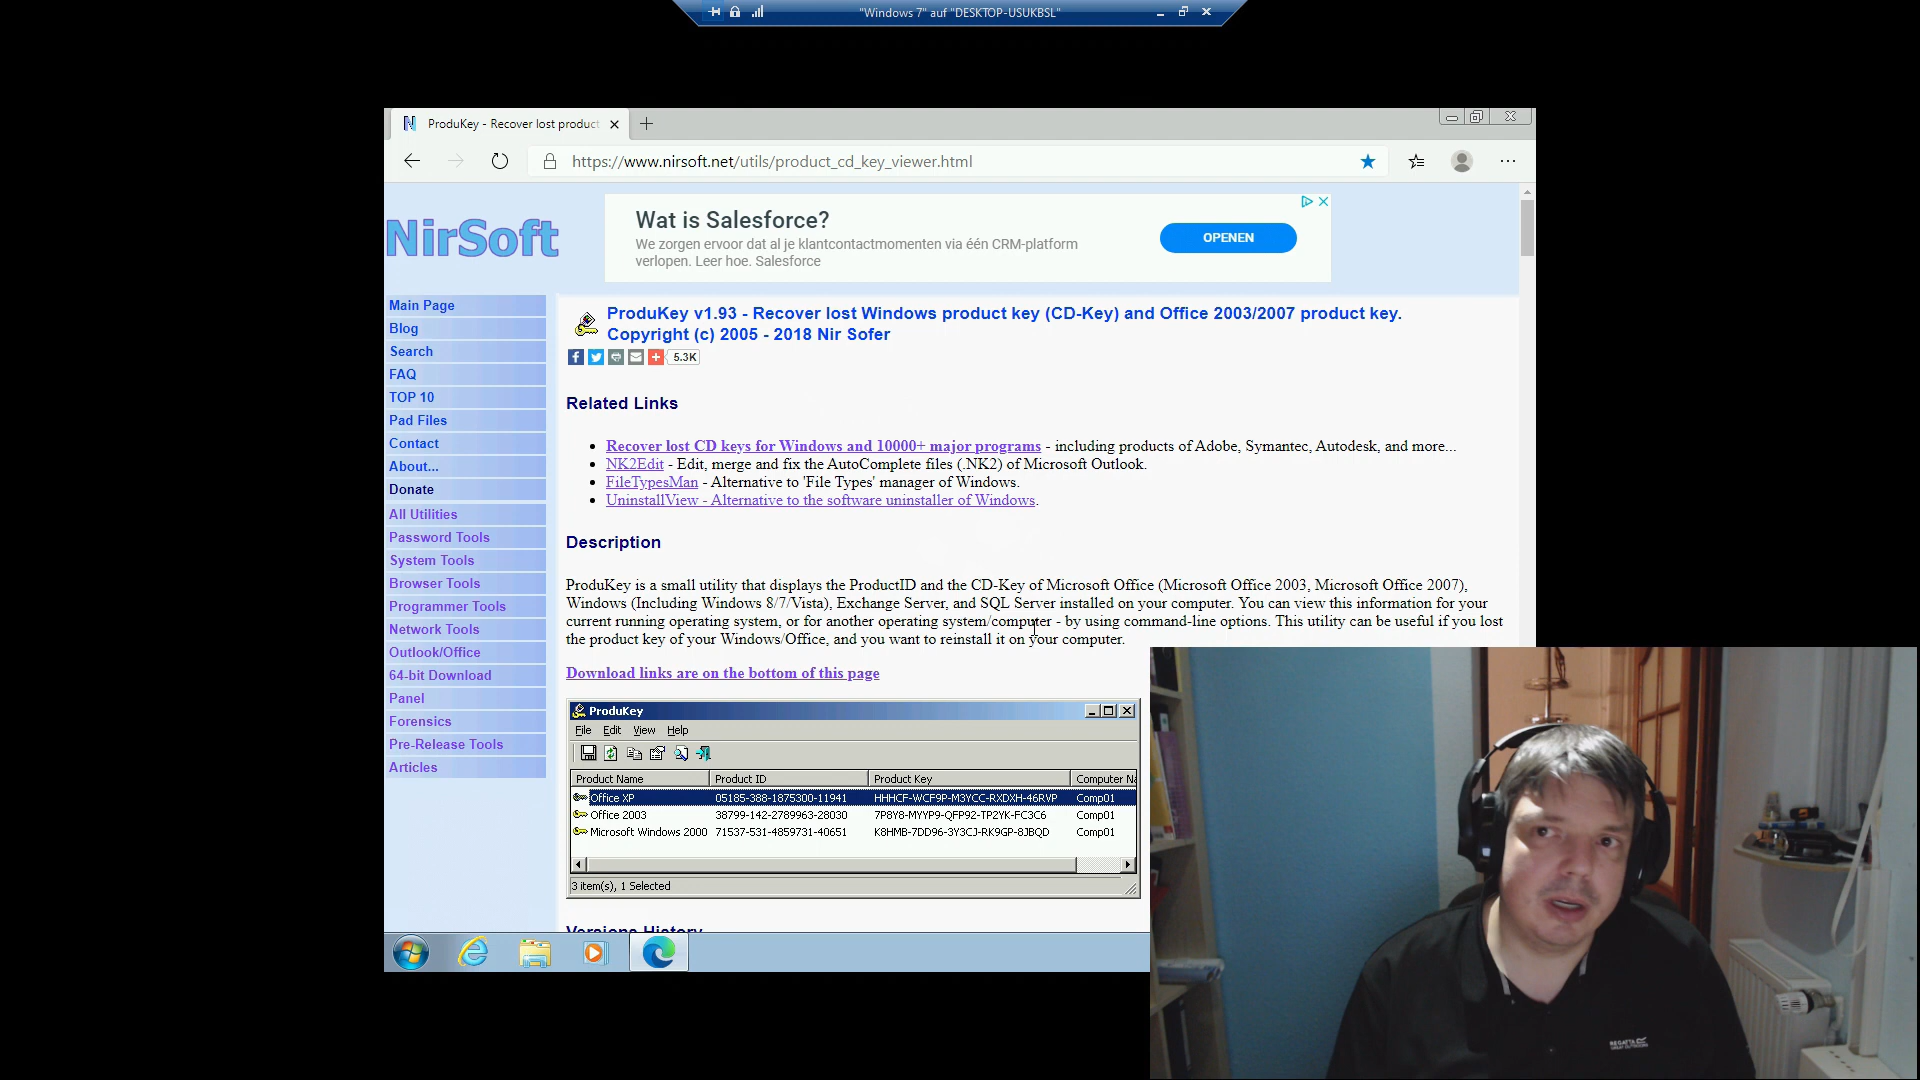 "Windows 7" auf "DESKTOP-USUKBSL"
ProduKey - Recover lost product
https://www.nirsoft.net/utils/product_cd_key_viewer.html
NirSoft
Wat is Salesforce?
We zorgen ervoor dat al je klantcontactmomenten via één CRM-platform
verlopen. Leer hoe. Salesforce
OPENEN
Main Page
Blog
Search
FAQ
TOP 10
Pad Files
Contact
About...
Donate
All Utilities
Password Tools
System Tools
Browser Tools
Programmer Tools
Network Tools
Outlook/Office
64-bit Download
Panel
Forensics
Pre-Release Tools
Articles
ProduKey v1.93 - Recover lost Windows product key (CD-Key) and Office 2003/2007 product key.
Copyright (c) 2005 - 2018 Nir Sofer
5.3K
Related Links
Recover lost CD keys for Windows and 10000+ major programs - including products of Adobe, Symantec, Autodesk, and more...
NK2Edit - Edit, merge and fix the AutoComplete files (.NK2) of Microsoft Outlook.
FileTypesMan - Alternative to 'File Types' manager of Windows.
UninstallView - Alternative to the software uninstaller of Windows.
Description
ProduKey is a small utility that displays the ProductID and the CD-Key of Microsoft Office (Microsoft Office 2003, Microsoft Office 2007),
Windows (Including Windows 8/7/Vista), Exchange Server, and SQL Server installed on your computer. You can view this information for your
current running operating system, or for another operating system/computer - by using command-line options. This utility can be useful if you lost
the product key of your Windows/Office, and you want to reinstall it on your computer.
Download links are on the bottom of this page
ProduKey
File Edit View Help
Product Name Product ID Product Key Computer Na
Office XP 05185-388-1875300-11941 HHHCF-WCF9P-M3YCC-RXDXH-46RVP Comp01
Office 2003 38799-142-2789963-28030 7P8Y8-MYYP9-QFP92-TP2YK-FC3C6 Comp01
Microsoft Windows 2000 71537-531-4859731-40651 K8HMB-7DD96-3Y3CJ-RK9GP-8JBQD Comp01
3 item(s), 1 Selected
Versions History
REGATTA
GREAT OUTDOORS